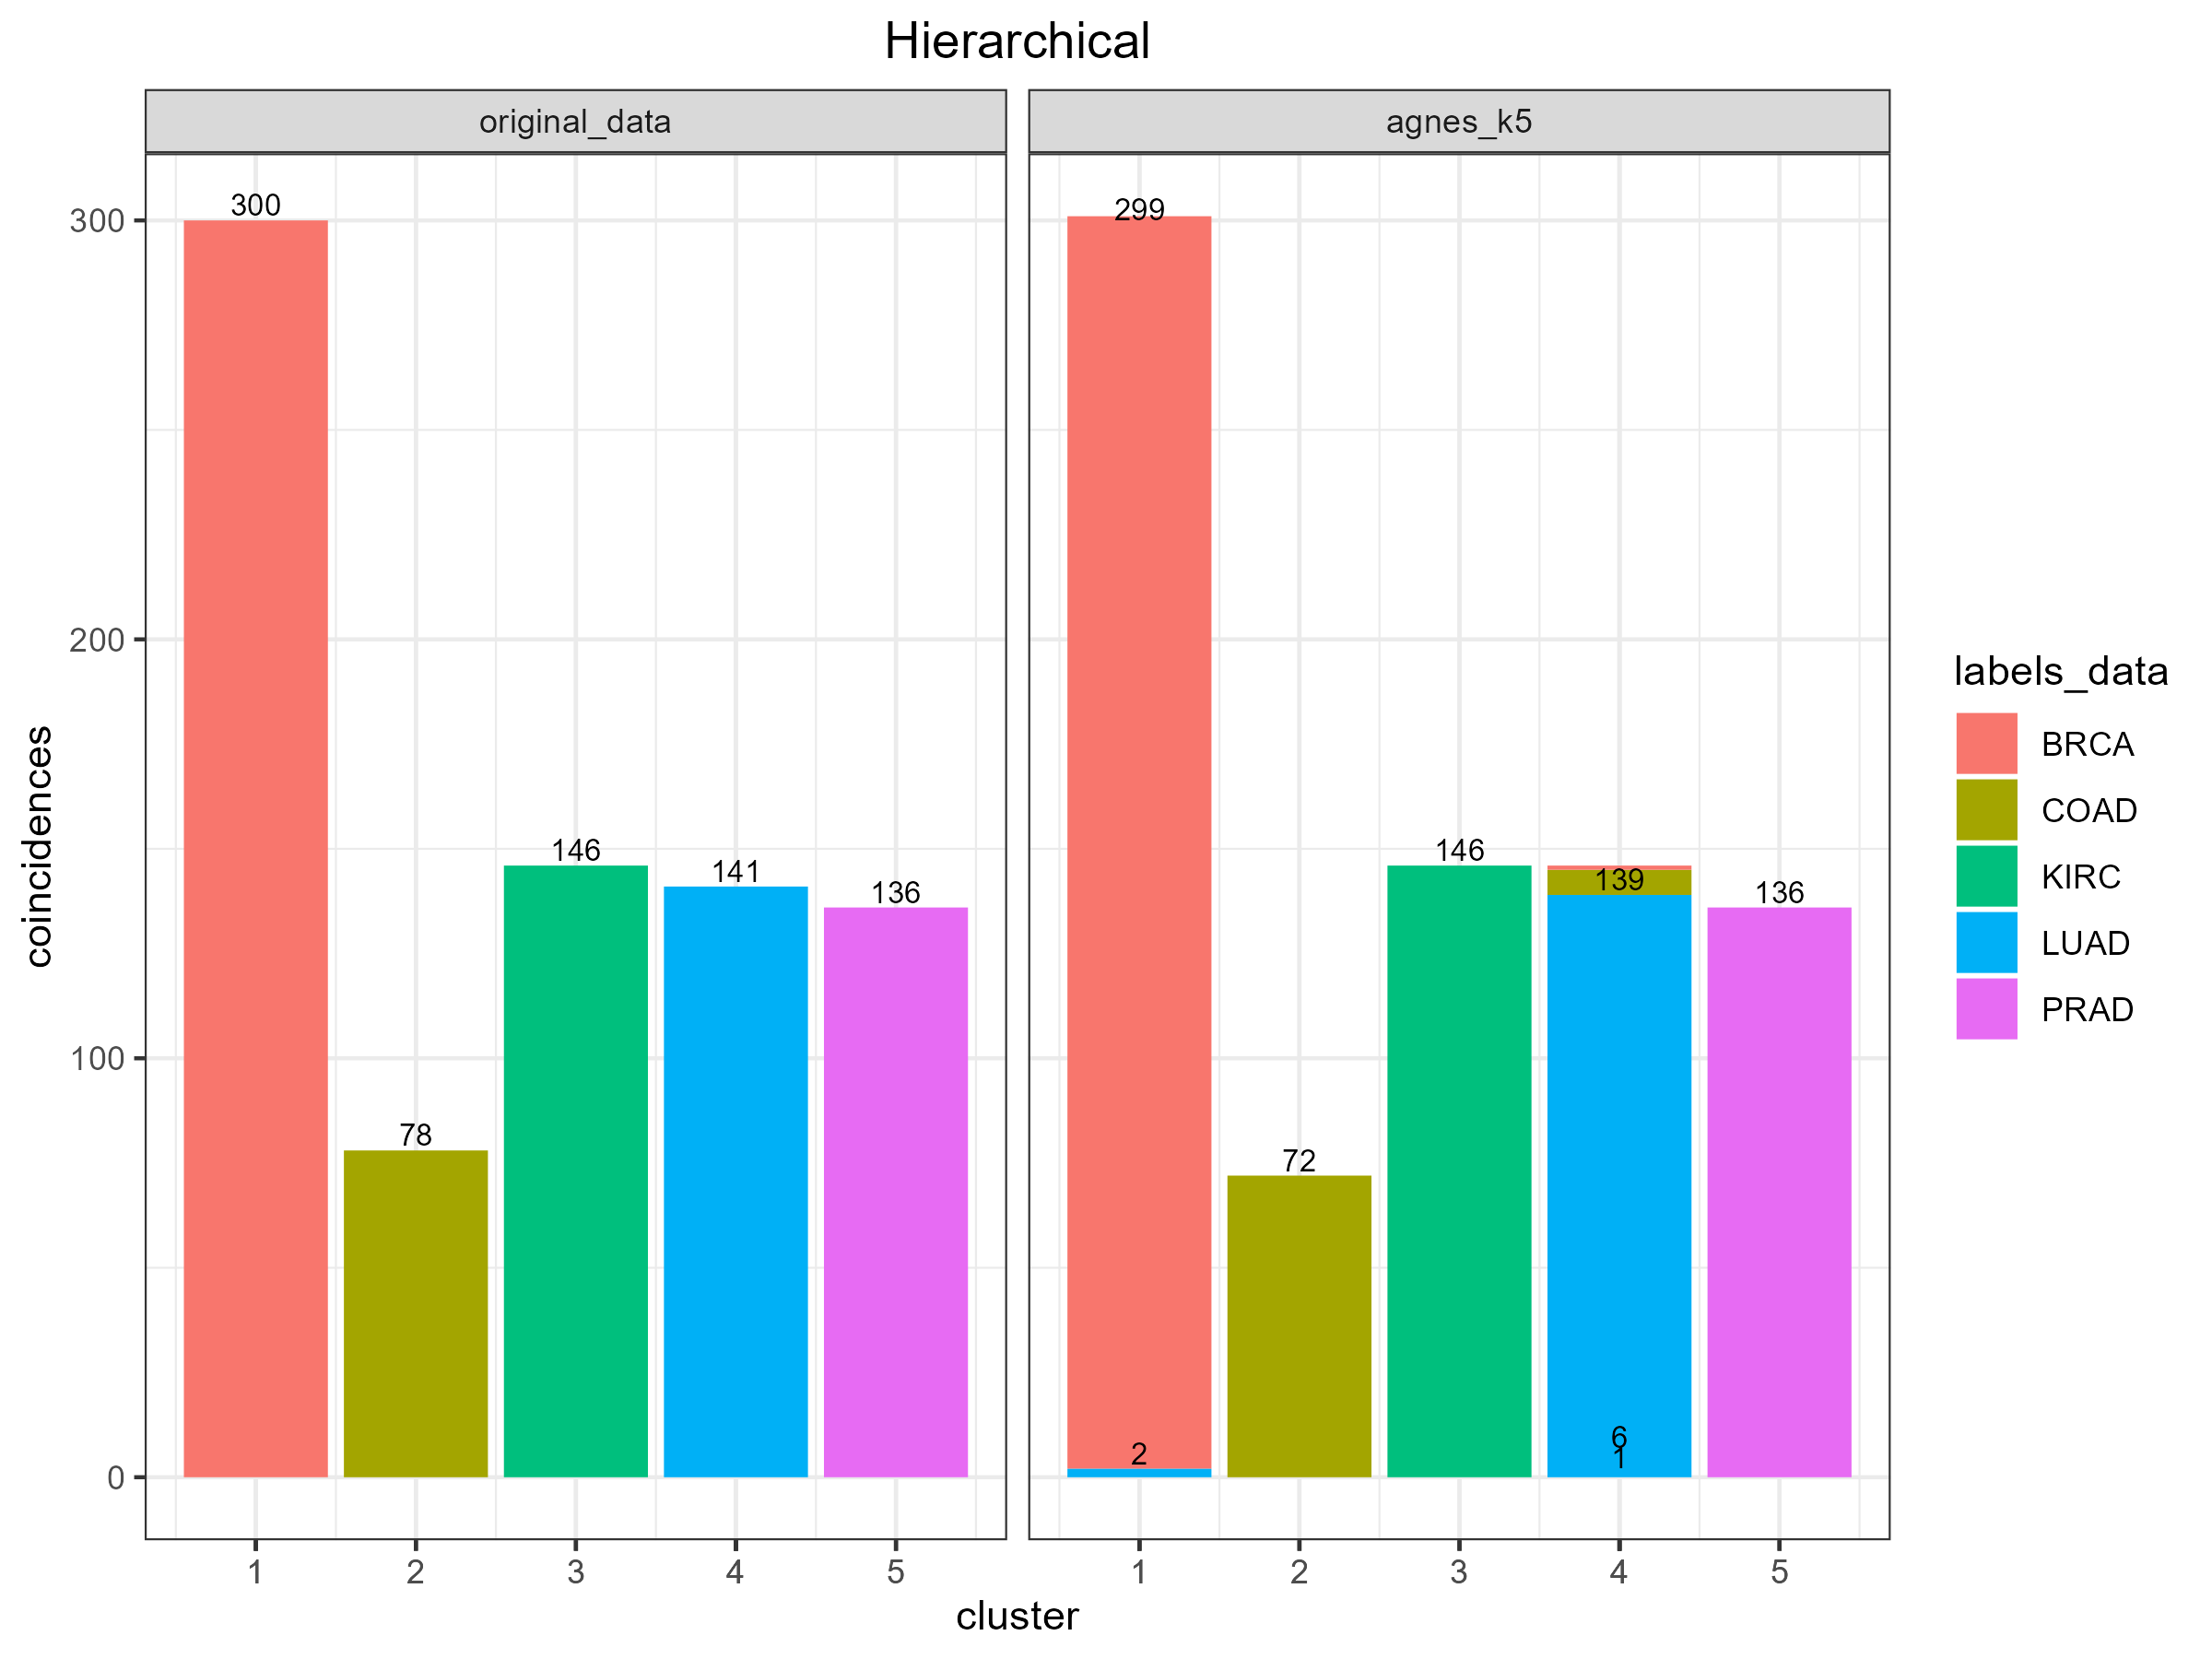 Hierarchical
original_data
agnes_k5
coincidences
300
200
100
0
300
78
146
141
136
299
2
72
146
139
6
1
136
1 2 3 4 5
1 2 3 4 5
cluster
labels_data
BRCA
COAD
KIRC
LUAD
PRAD